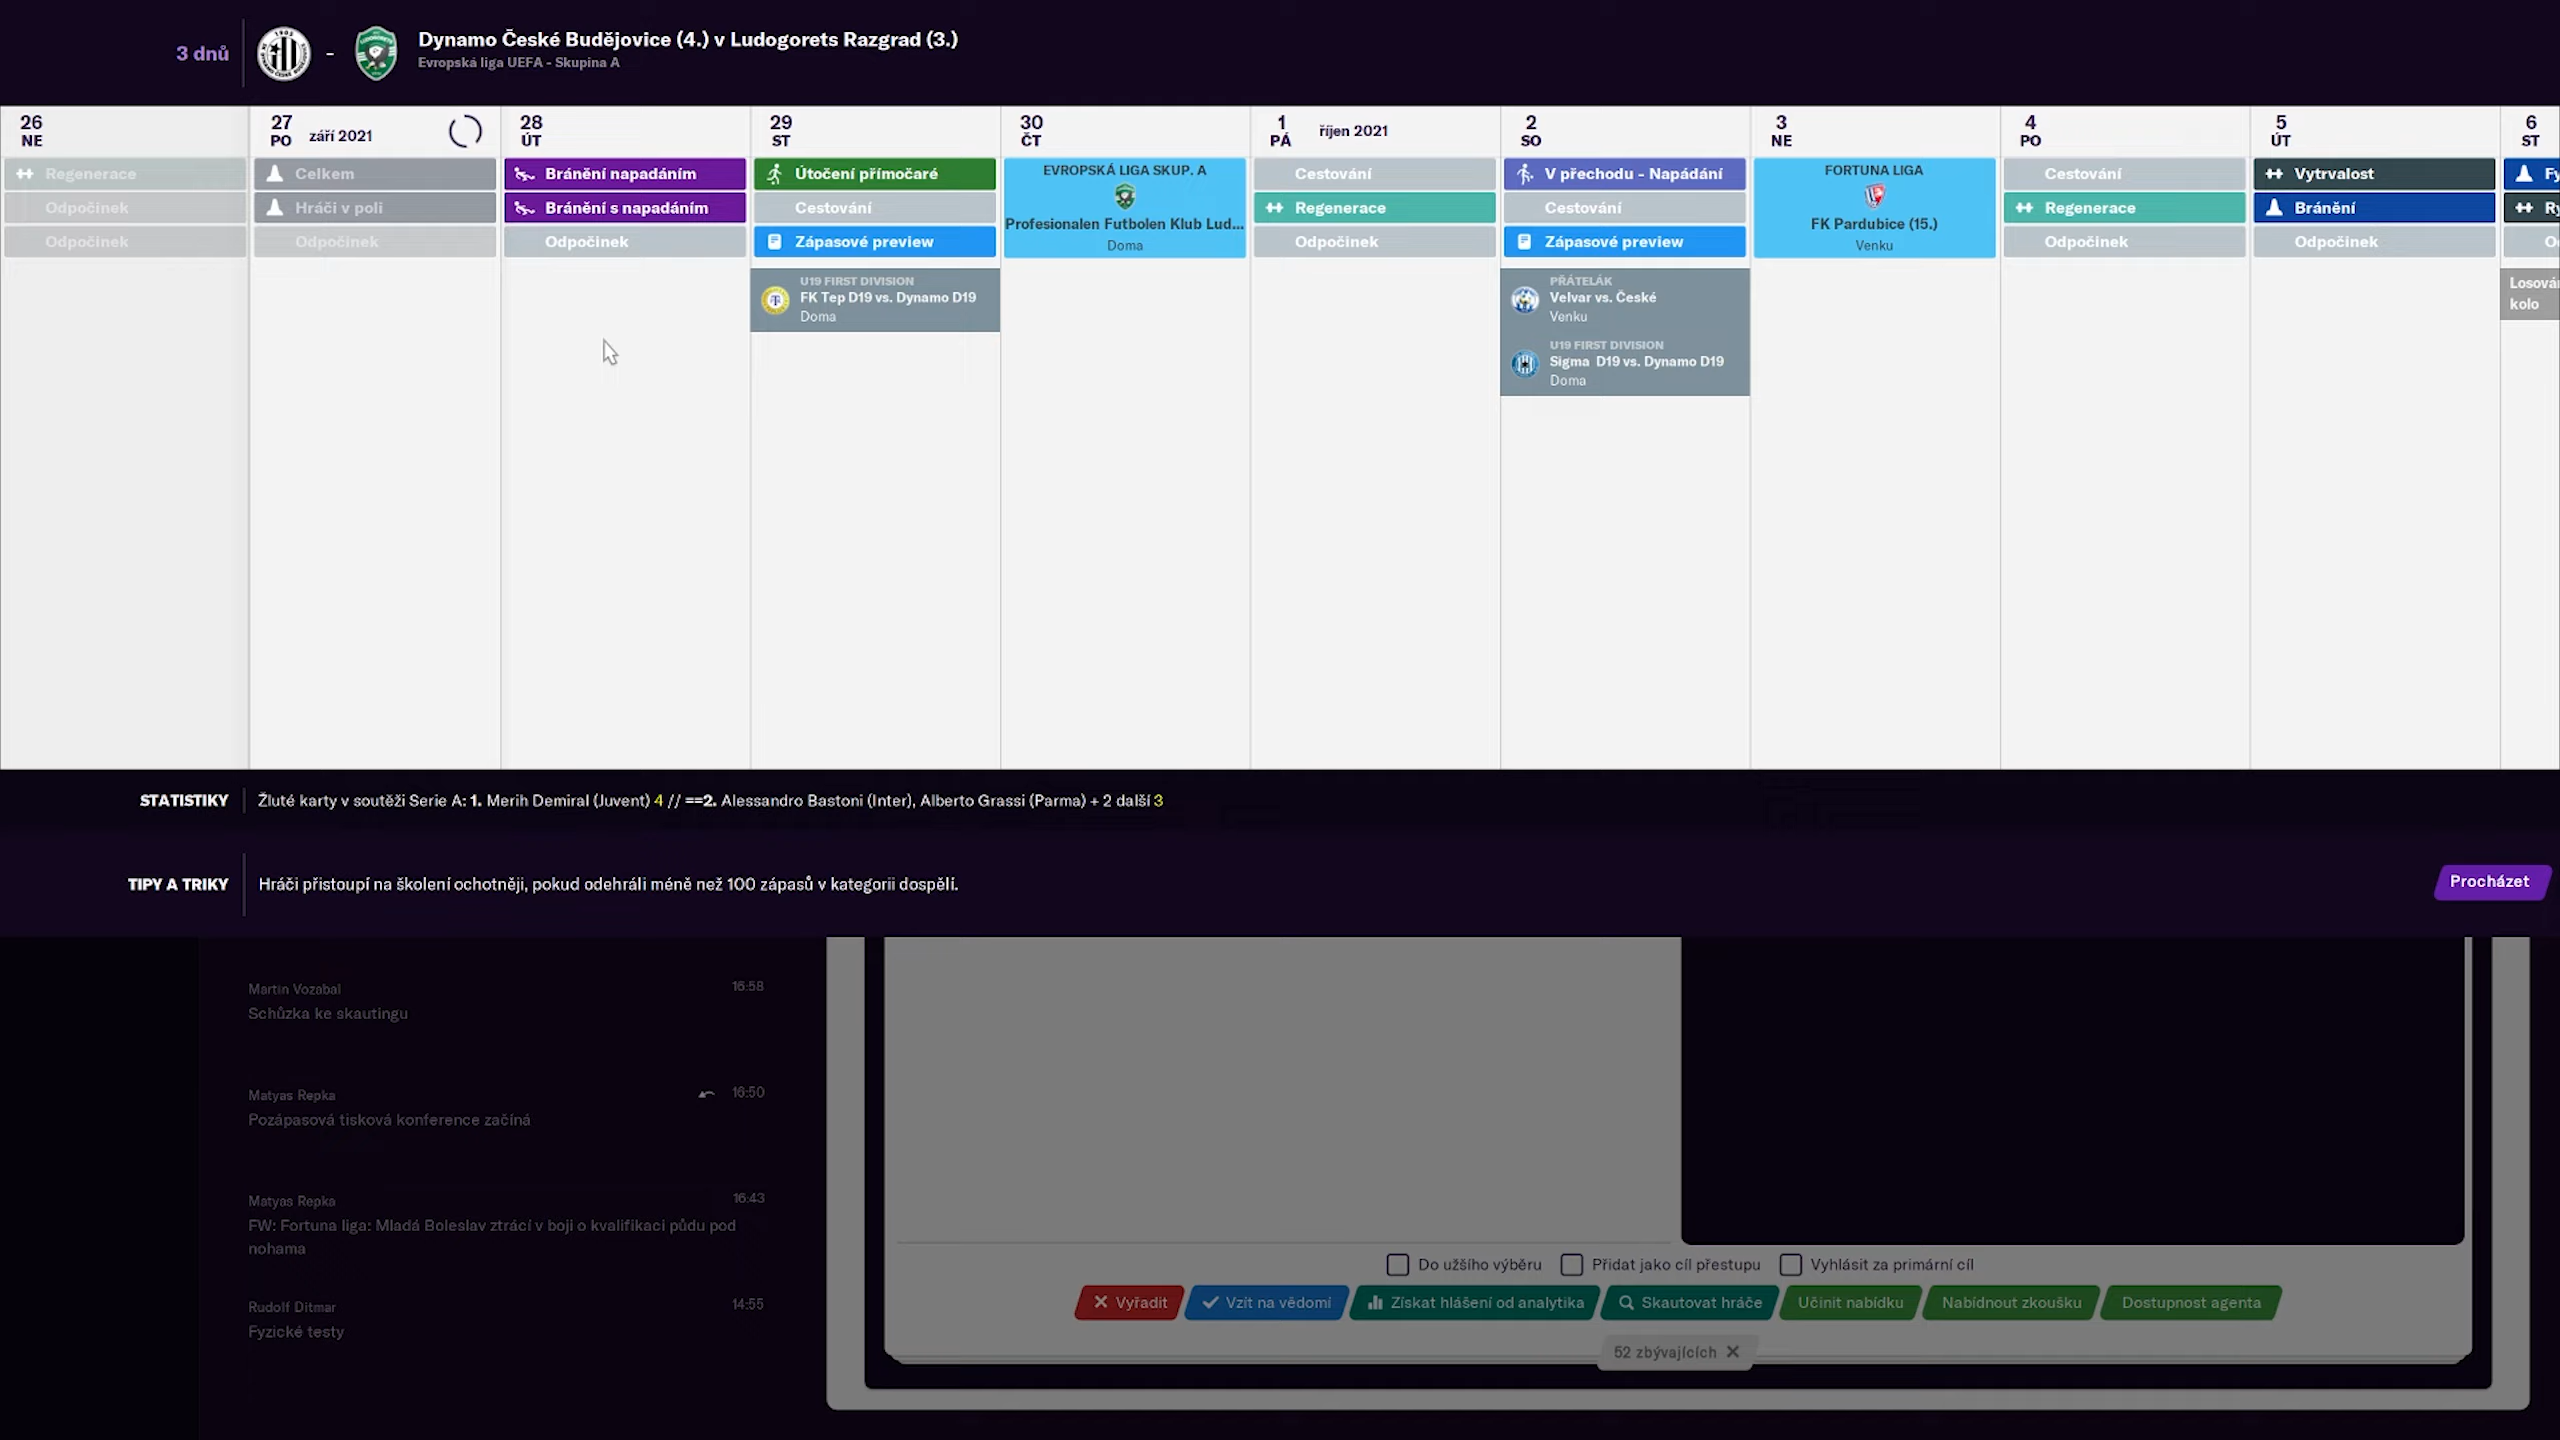 3 dnů
-
Dynamo České Budějovice (4.) v Ludogorets Razgrad (3.)
Evropská liga UEFA - Skupina A
26
NE
Regenerace
Odpočinek
Odpočinek
27
PO
září 2021
Celkem
Hráči v poli
Odpočinek
28
ÚT
Bránění napadáním
Bránění s napadáním
Odpočinek
29
ST
Útočení přímočaré
Cestování
Zápasové preview
U19 FIRST DIVISION
FK Tep D19 vs. Dynamo D19
Doma
30
ČT
EVROPSKÁ LIGA SKUP. A
Profesionalen Futbolen Klub Lud...
Doma
1
PÁ
říjen 2021
Cestování
Regenerace
Odpočinek
2
SO
V přechodu - Napádání
Cestování
Zápasové preview
PŘÁTELÁK
Velvar vs. České
Venku
U19 FIRST DIVISION
Sigma D19 vs. Dynamo D19
Doma
3
NE
FORTUNA LIGA
FK Pardubice (15.)
Venku
4
PO
Cestování
Regenerace
Odpočinek
5
ÚT
Vytrvalost
Bránění
Odpočinek
6
ST
Fy
Ry
kolo
STATISTIKY
Žluté karty v soutěži Serie A: 1. Merih Demiral (Juvent) 4 // ==2. Alessandro Bastoni (Inter), Alberto Grassi (Parma) + 2 další 3
TIPY A TRIKY
Hráči přistoupí na školení ochotněji, pokud odehráli méně než 100 zápasů v kategorii dospělí.
Procházet
Martin Vozabal 16:58
Schůzka ke skautingu
Matyas Repka 16:50
Pozápasová tisková konference začíná
Matyas Repka 16:43
FW: Fortuna liga: Mladá Boleslav ztrácí v boji o kvalifikaci půdu pod
nohama
Rudolf Ditmar 14:55
Fyzické testy
Do užšího výběru Přidat jako cíl přestupu Vyhlásit za primární cíl
Vyřadit Vzít na vědomí Získat hlášení od analytika Skautovat hráče Učinit nabídku Nabídnout zkoušku Dostupnost agenta
52 zbývajících